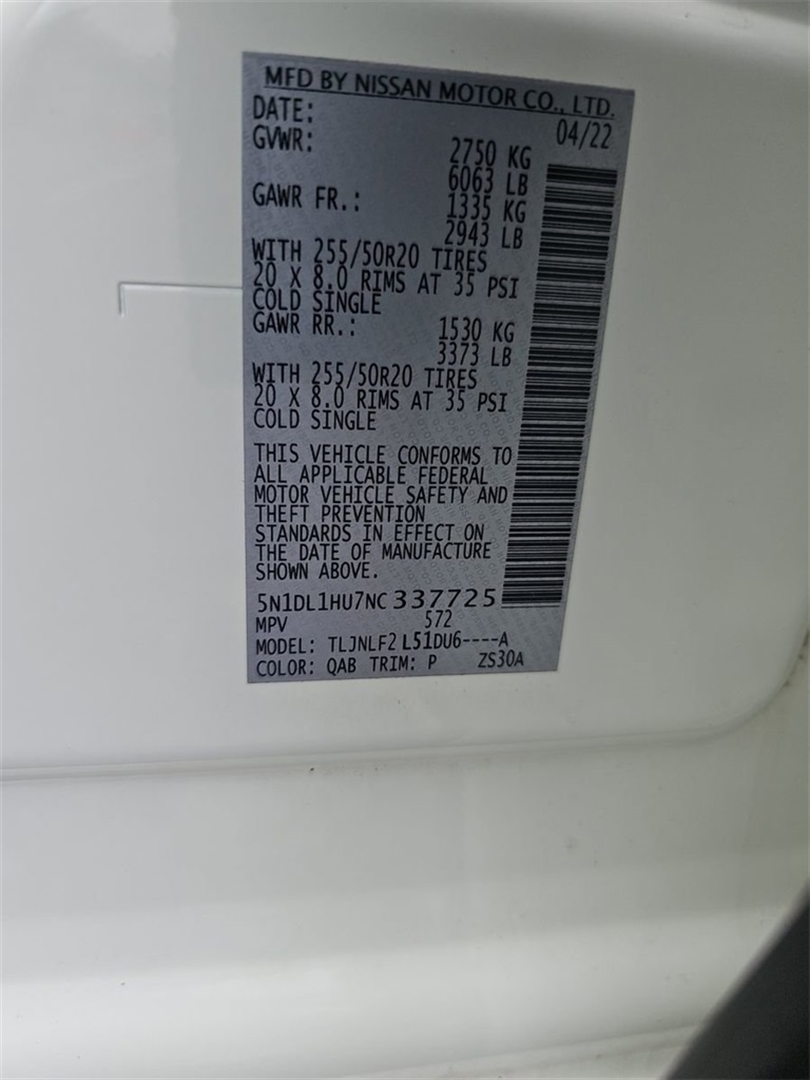 MFD BY NISSAN MOTOR CO., LTD.
DATE: 04/22
GVWR: 2750 KG
6063 LB
GAWR FR.: 1335 KG
2943 LB
WITH 255/50R20 TIRES
20 X 8.0 RIMS AT 35 PSI
COLD SINGLE
GAWR RR.: 1530 KG
3373 LB
WITH 255/50R20 TIRES
20 X 8.0 RIMS AT 35 PSI
COLD SINGLE
THIS VEHICLE CONFORMS TO
ALL APPLICABLE FEDERAL
MOTOR VEHICLE SAFETY AND
THEFT PREVENTION
STANDARDS IN EFFECT ON
THE DATE OF MANUFACTURE
SHOWN ABOVE.
5N1DL1HU7NC337725
MPV 572
MODEL: TLJNLF2 L51DU6----A
COLOR: QAB TRIM: P ZS30A